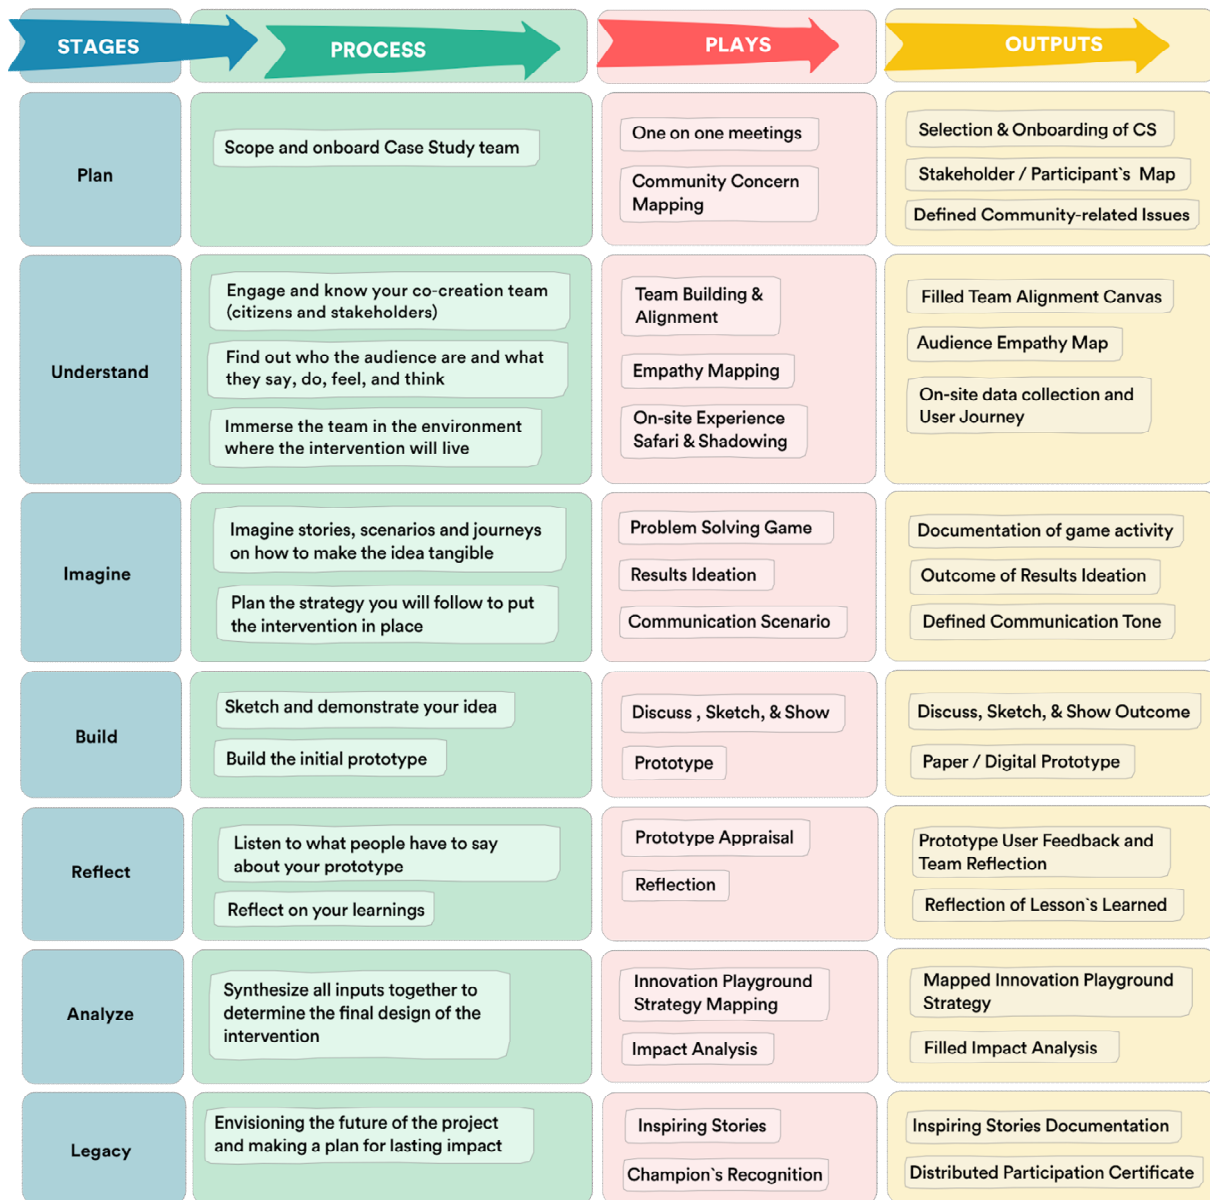 STAGES
PROCESS
PLAYS
OUTPUTS
Plan
Scope and onboard Case Study team
One on one meetings
Community Concern
Mapping
Selection & Onboarding of CS
Stakeholder / Participant`s Map
Defined Community-related Issues
Understand
Engage and know your co-creation team
(citizens and stakeholders)
Find out who the audience are and what
they say, do, feel, and think
Immerse the team in the environment
where the intervention will live
Team Building &
Alignment
Empathy Mapping
On-site Experience
Safari & Shadowing
Filled Team Alignment Canvas
Audience Empathy Map
On-site data collection and
User Journey
Imagine
Imagine stories, scenarios and journeys
on how to make the idea tangible
Plan the strategy you will follow to put
the intervention in place
Problem Solving Game
Results Ideation
Communication Scenario
Documentation of game activity
Outcome of Results Ideation
Defined Communication Tone
Build
Sketch and demonstrate your idea
Build the initial prototype
Discuss , Sketch, & Show
Prototype
Discuss, Sketch, & Show Outcome
Paper / Digital Prototype
Reflect
Listen to what people have to say
about your prototype
Reflect on your learnings
Prototype Appraisal
Reflection
Prototype User Feedback and
Team Reflection
Reflection of Lesson`s Learned
Analyze
Synthesize all inputs together to
determine the final design of the
intervention
Innovation Playground
Strategy Mapping
Impact Analysis
Mapped Innovation Playground
Strategy
Filled Impact Analysis
Legacy
Envisioning the future of the project
and making a plan for lasting impact
Inspiring Stories
Champion`s Recognition
Inspiring Stories Documentation
Distributed Participation Certificate